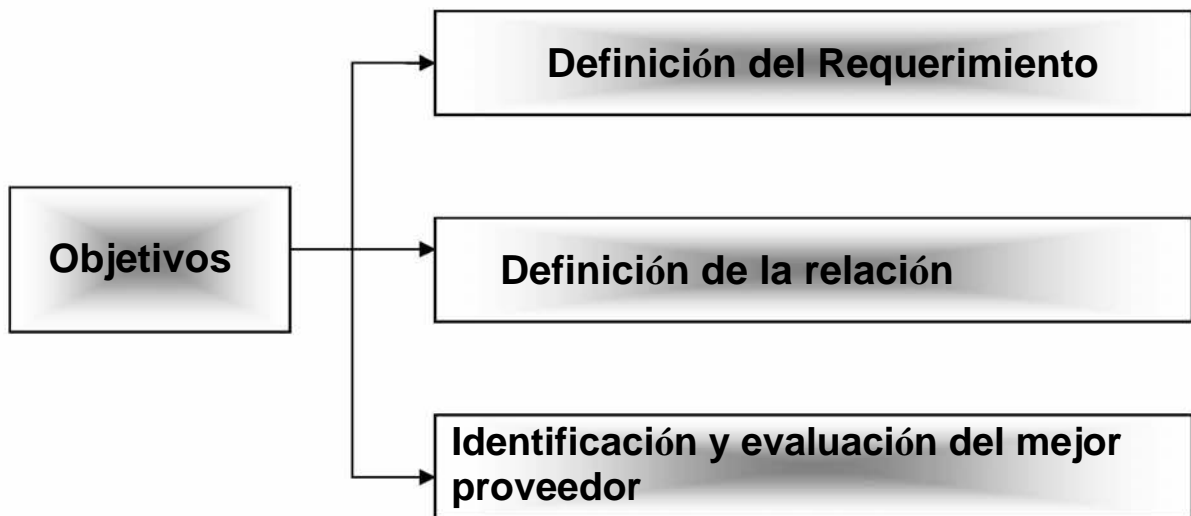 Definición del Requerimiento
Objetivos
Definición de la relación
Identificación y evaluación del mejor
proveedor